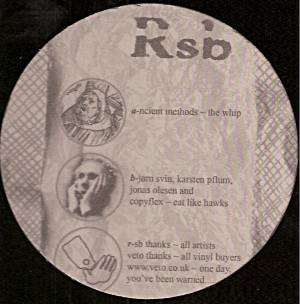 Rsb
a-ncient methods – the whip
b-jørn svin, karsten pflum,
jonas olesen and
copyflex – eat like hawks
r-sb thanks – all artists
veto thanks – all vinyl buyers
www.veto.co.uk – one day,
you've been warned....